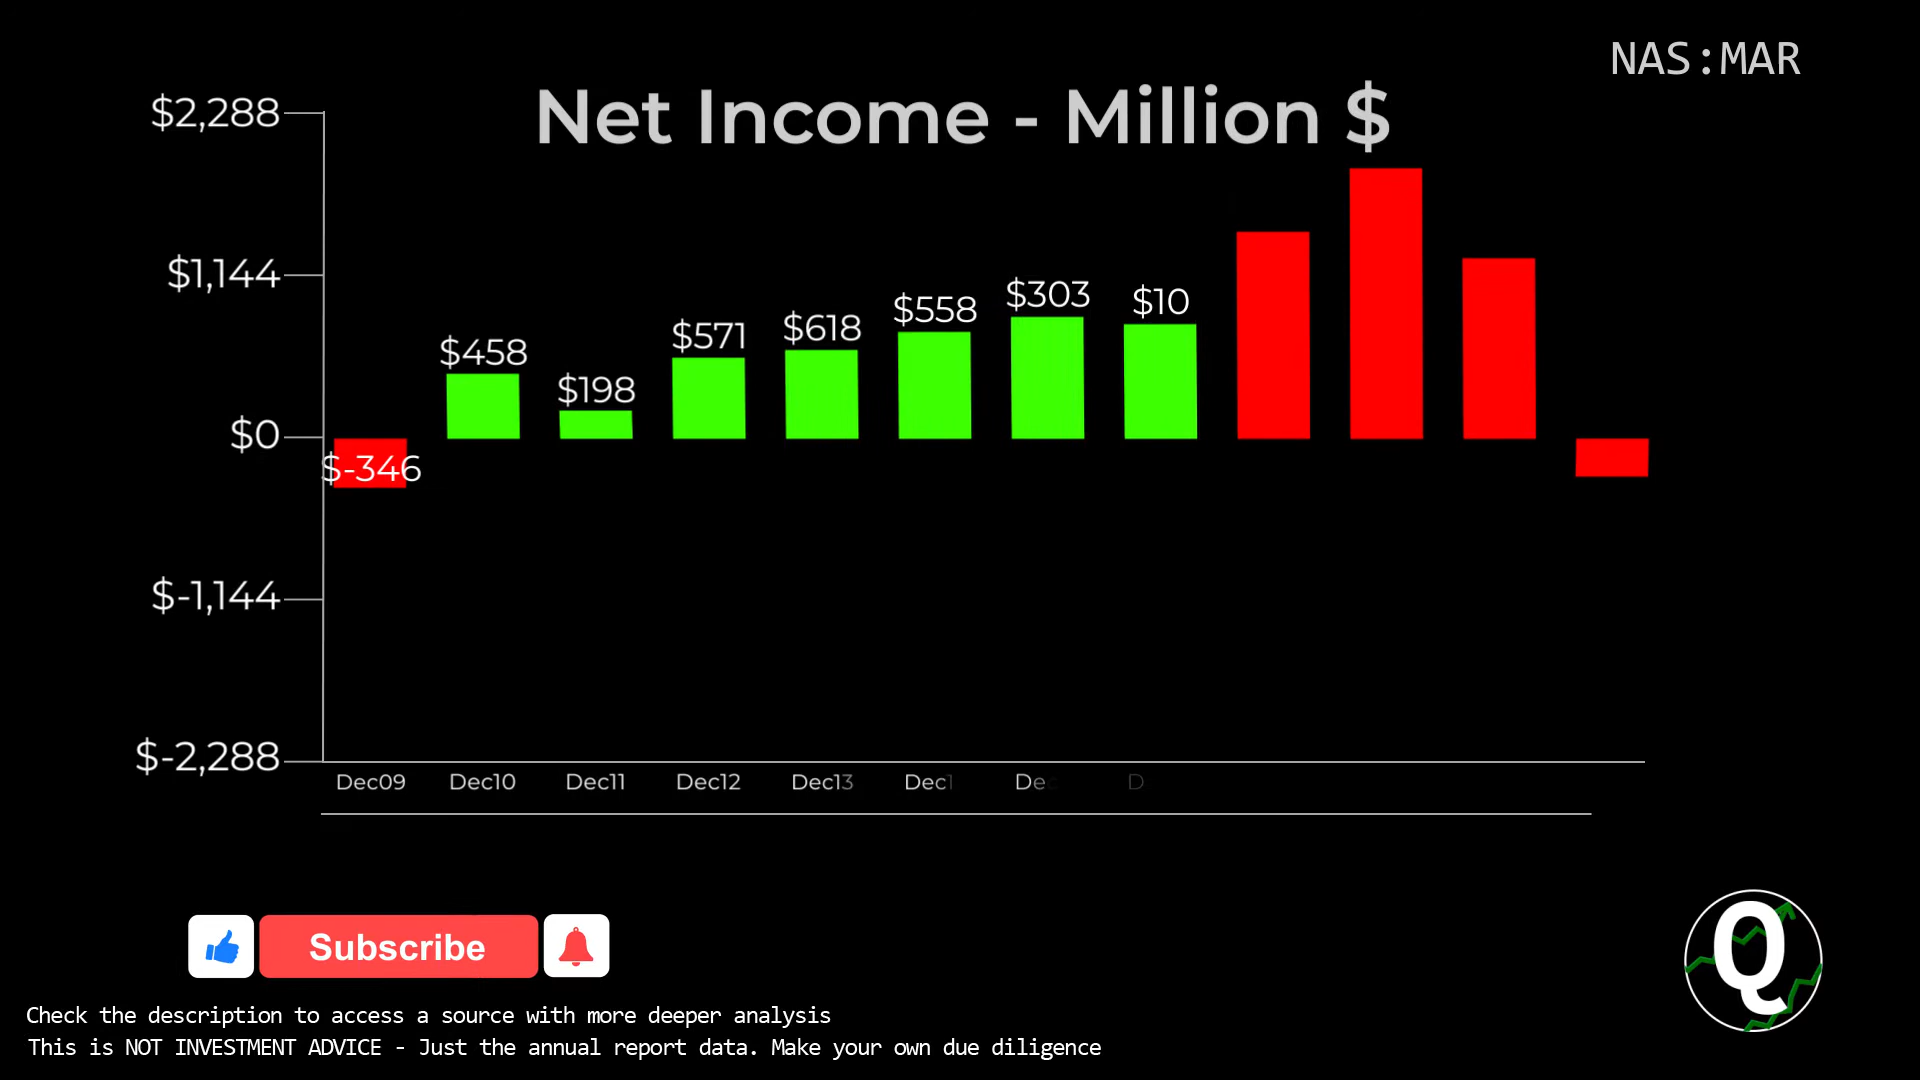 NAS:MAR
Net Income - Million $
$2,288
$1,144
$0
$-1,144
$-2,288
$-346
$458
$198
$571
$618
$558
$303
$10
Dec09
Dec10
Dec11
Dec12
Dec13
Dec1
De
D
Subscribe
Q
Check the description to access a source with more deeper analysis
This is NOT INVESTMENT ADVICE - Just the annual report data. Make your own due diligence